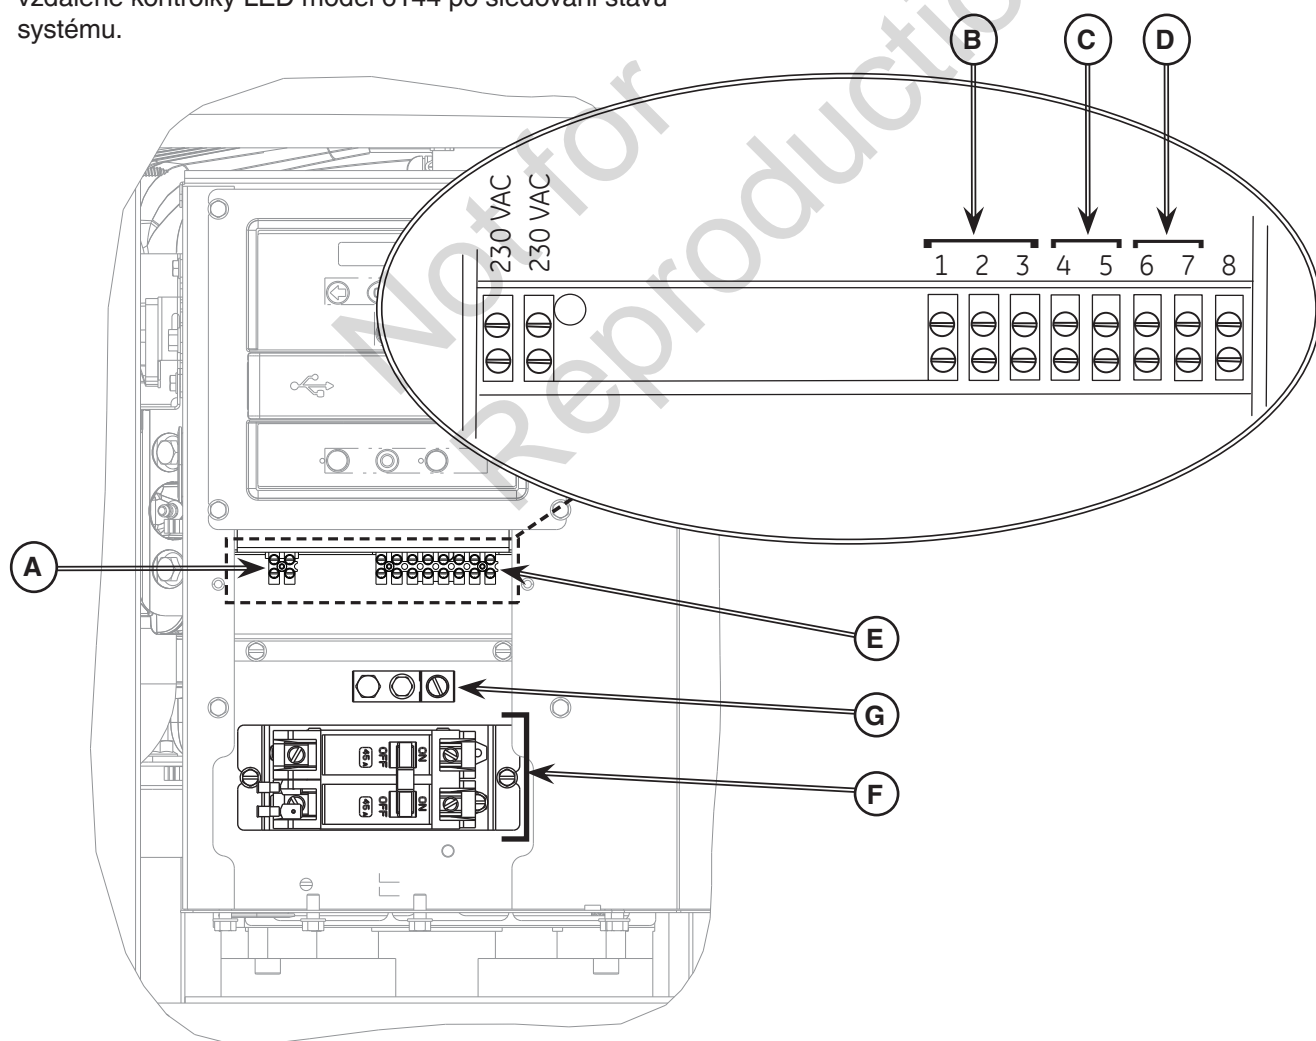 vzdálené kontrolky LED model 6144 po sledování stavu
systému.
B C D
230 VAC
230 VAC
1 2 3 4 5 6 7 8
A
E
G
F
45 A OFF ON
45 A OFF ON
Not for
Reproduction